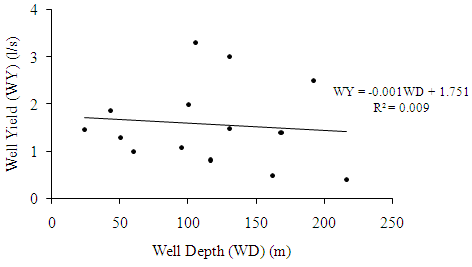 4
3
2
1
0
Well Yield (WY) (l/s)
WY = -0.001WD + 1.751
R² = 0.009
0 50 100 150 200 250
Well Depth (WD) (m)